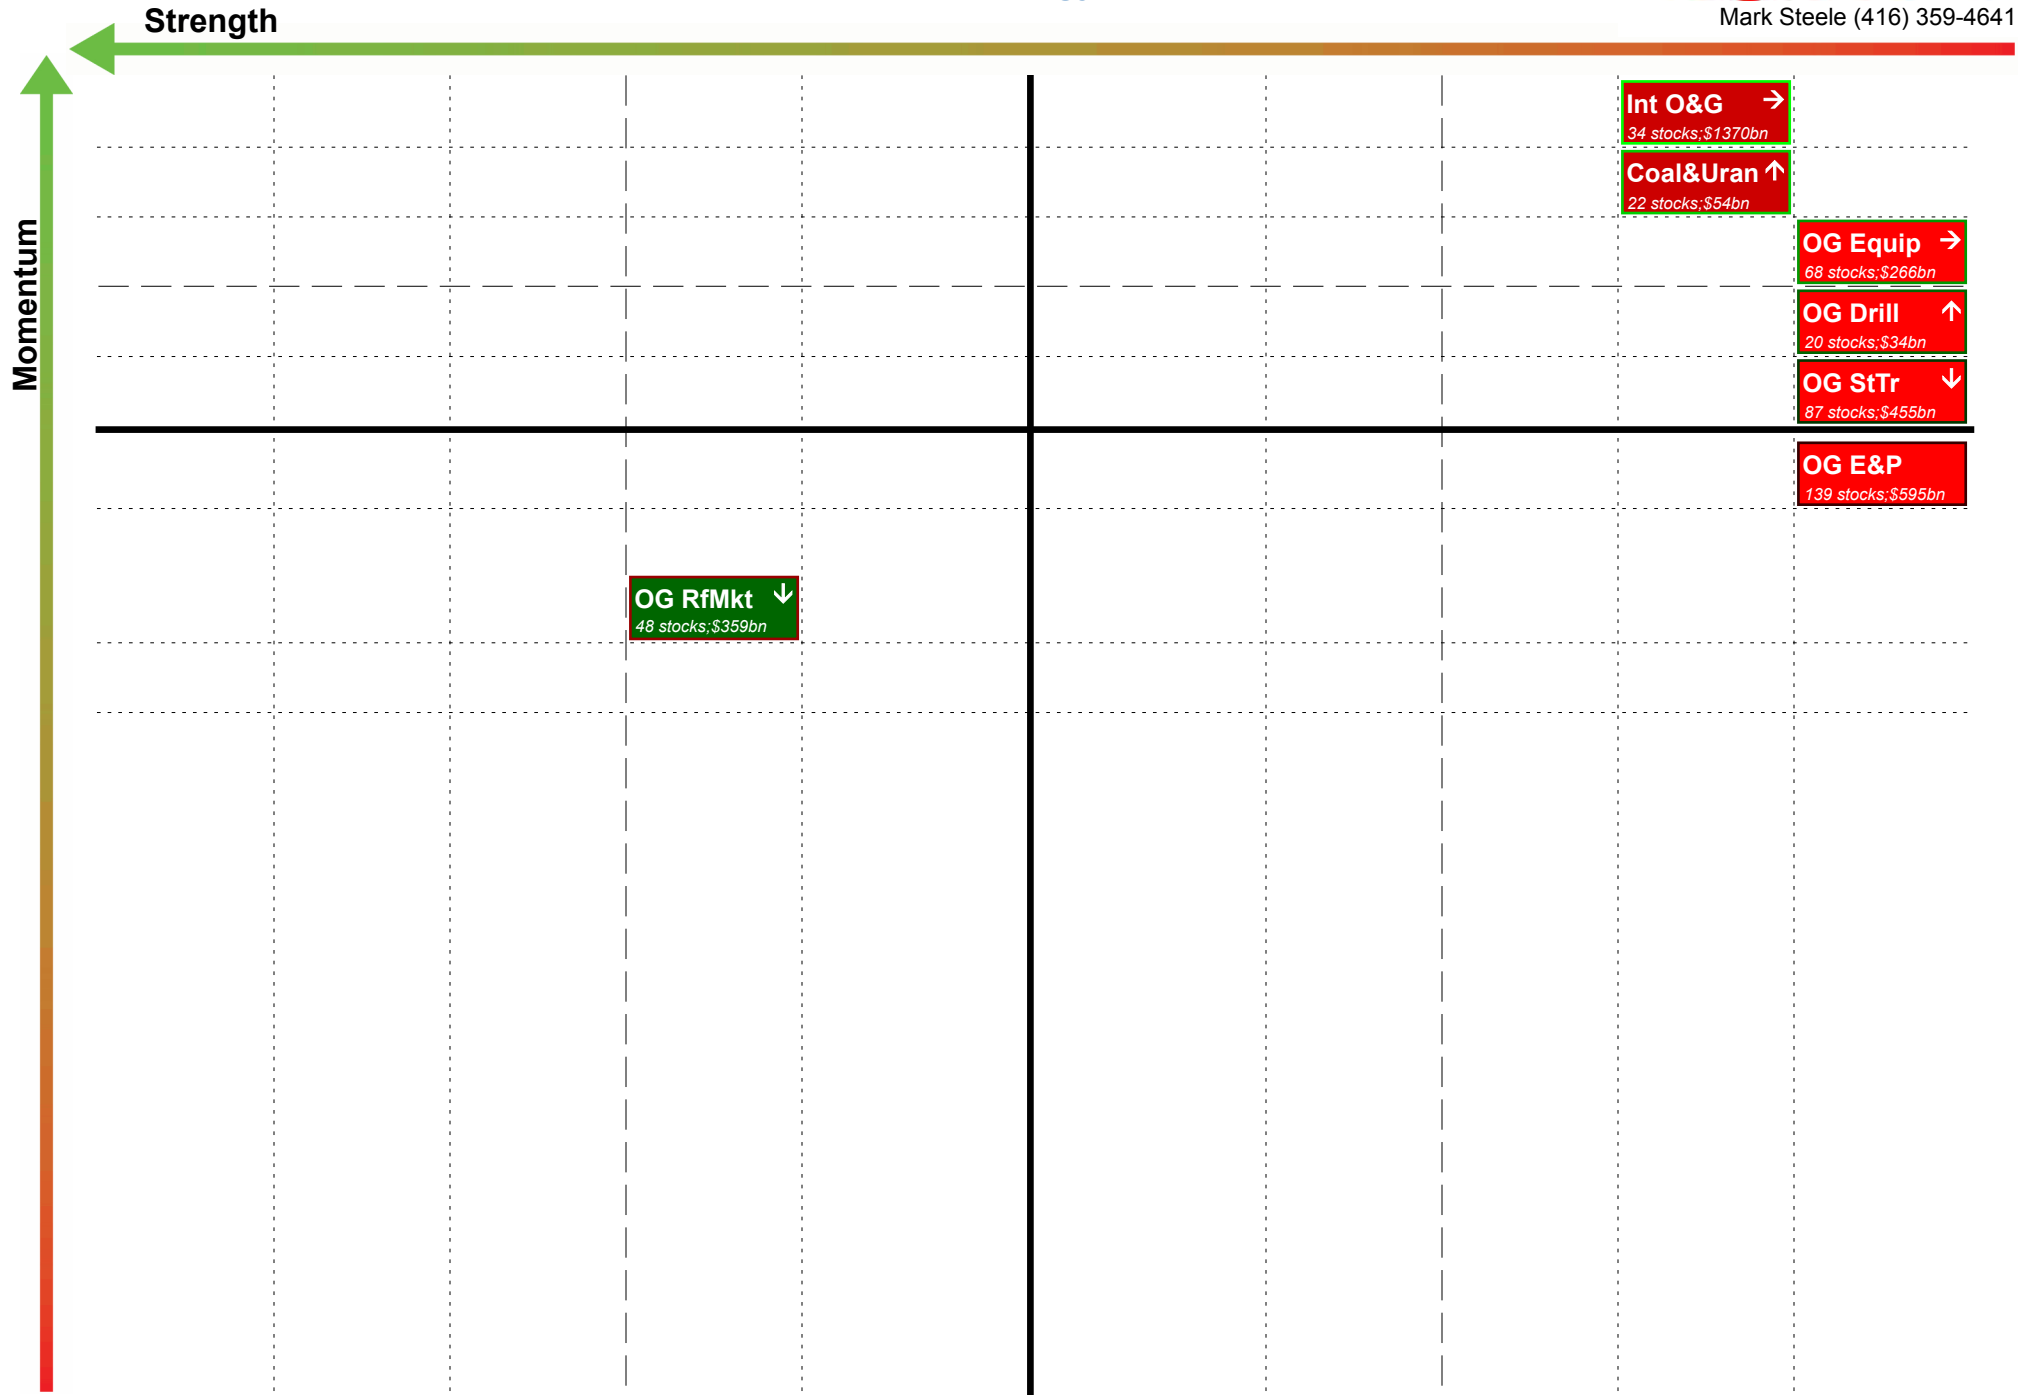 Strength
Mark Steele (416) 359-4641
Momentum
Int O&G →
34 stocks;$1370bn
Coal&Uran ↑
22 stocks;$54bn
OG Equip →
68 stocks;$266bn
OG Drill ↑
20 stocks;$34bn
OG StTr ↓
87 stocks;$455bn
OG E&P
139 stocks;$595bn
OG RfMkt ↓
48 stocks;$359bn